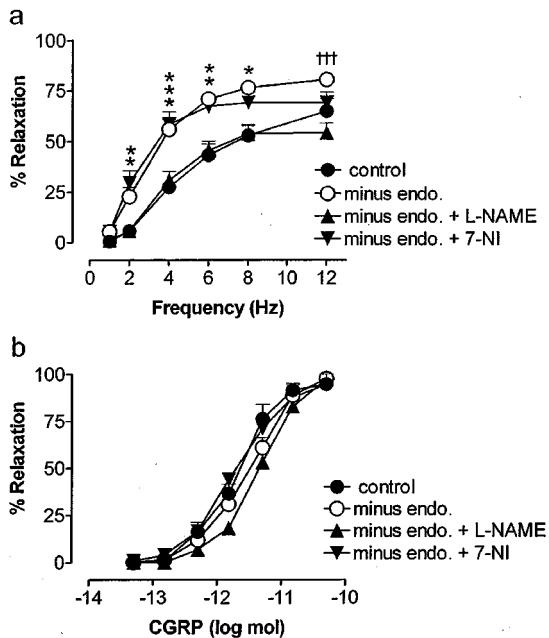 a
100
75
50
25
0
% Relaxation
** *** ** * †††
control
minus endo.
minus endo. + L-NAME
minus endo. + 7-NI
0 2 4 6 8 10 12
Frequency (Hz)
b
100
75
50
25
0
% Relaxation
control
minus endo.
minus endo. + L-NAME
minus endo. + 7-NI
-14 -13 -12 -11 -10
CGRP (log mol)